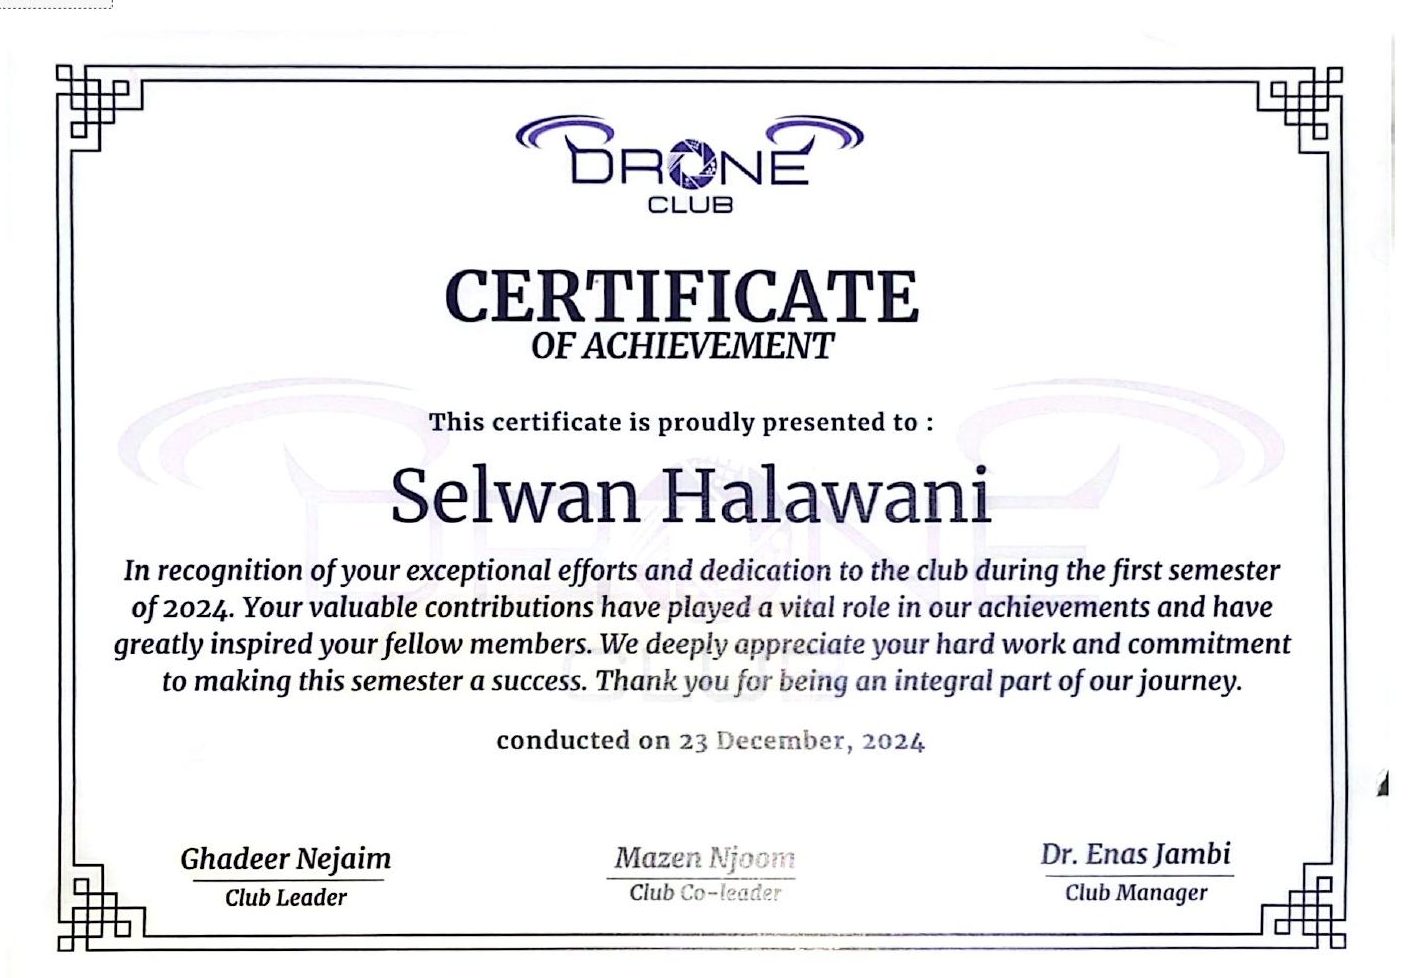 DRONE
CLUB
CERTIFICATE
OF ACHIEVEMENT
This certificate is proudly presented to :
Selwan Halawani
In recognition of your exceptional efforts and dedication to the club during the first semester
of 2024. Your valuable contributions have played a vital role in our achievements and have
greatly inspired your fellow members. We deeply appreciate your hard work and commitment
to making this semester a success. Thank you for being an integral part of our journey.
conducted on 23 December, 2024
Ghadeer Nejaim
Club Leader
Mazen Njoom
Club Co-leader
Dr. Enas Jambi
Club Manager